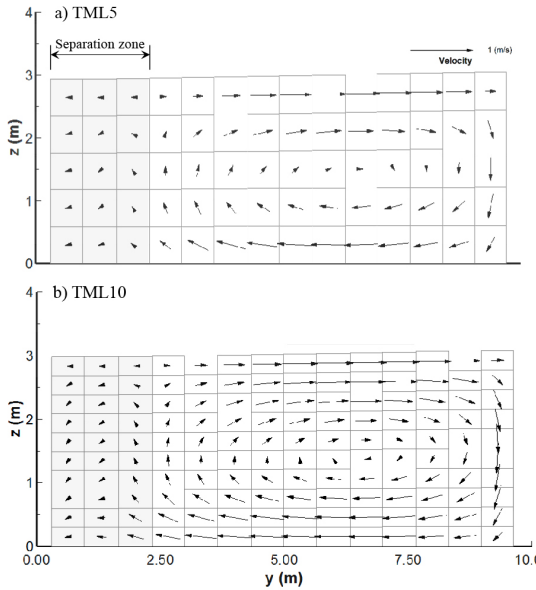 a) TML5
Separation zone
1 (m/s)
Velocity
4
3
2
1
0
z (m)
b) TML10
4
3
2
1
0
z (m)
0.00 2.50 5.00 7.50 10.0
y (m)